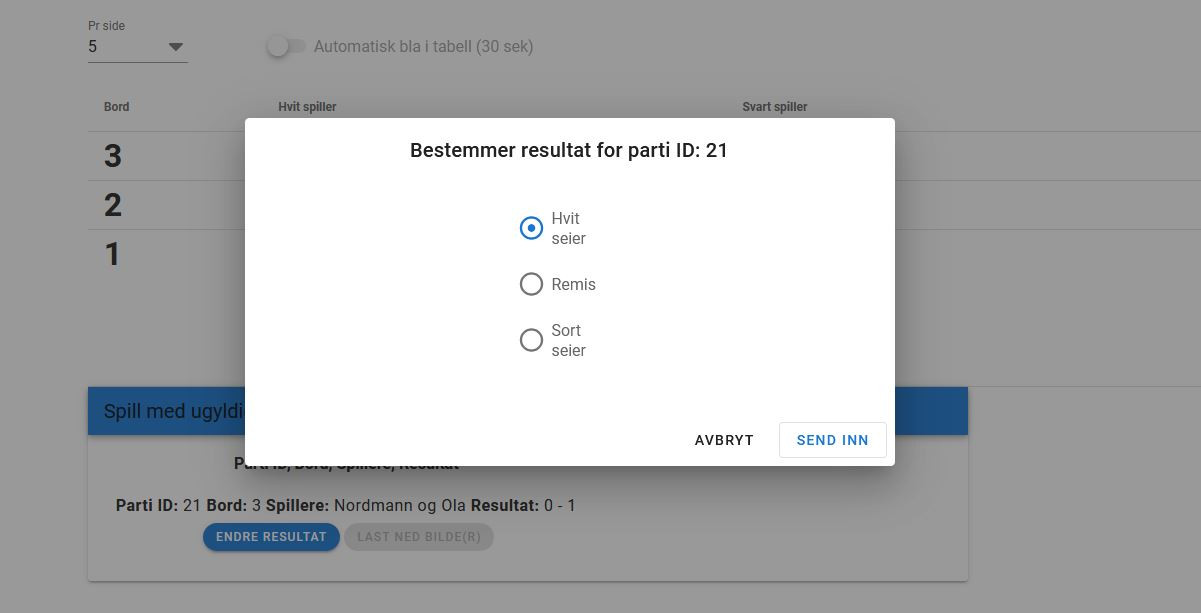 Pr side
5
Automatisk bla i tabell (30 sek)
Bord Hvit spiller Svart spiller
3
2
1
Bestemmer resultat for parti ID: 21
Hvit
seier
Remis
Sort
seier
AVBRYT SEND INN
Spill med ugyldi
Parti ID, Bord, Spillere, Resultat
Parti ID: 21 Bord: 3 Spillere: Nordmann og Ola Resultat: 0 - 1
ENDRE RESULTAT LAST NED BILDE(R)